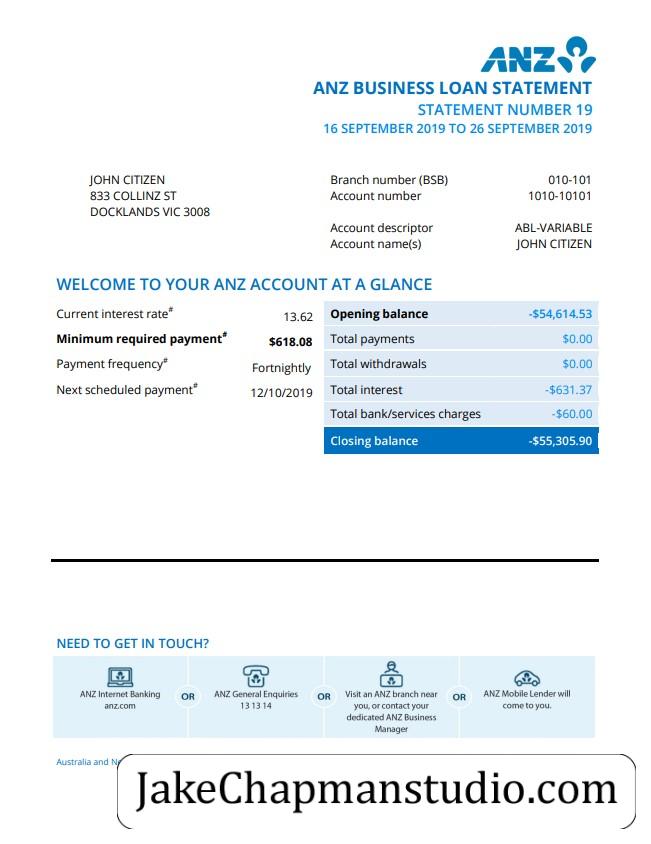 ANZ
ANZ BUSINESS LOAN STATEMENT
STATEMENT NUMBER 19
16 SEPTEMBER 2019 TO 26 SEPTEMBER 2019
JOHN CITIZEN
833 COLLINZ ST
DOCKLANDS VIC 3008
Branch number (BSB) 010-101
Account number 1010-10101
Account descriptor ABL-VARIABLE
Account name(s) JOHN CITIZEN
WELCOME TO YOUR ANZ ACCOUNT AT A GLANCE
Current interest rate# 13.62
Minimum required payment# $618.08
Payment frequency# Fortnightly
Next scheduled payment# 12/10/2019
Opening balance -$54,614.53
Total payments $0.00
Total withdrawals $0.00
Total interest -$631.37
Total bank/services charges -$60.00
Closing balance -$55,305.90
NEED TO GET IN TOUCH?
ANZ Internet Banking
anz.com
OR
ANZ General Enquiries
13 13 14
OR
Visit an ANZ branch near
you, or contact your
dedicated ANZ Business
Manager
OR
ANZ Mobile Lender will
come to you.
Australia and
JakeChapmanstudio.com